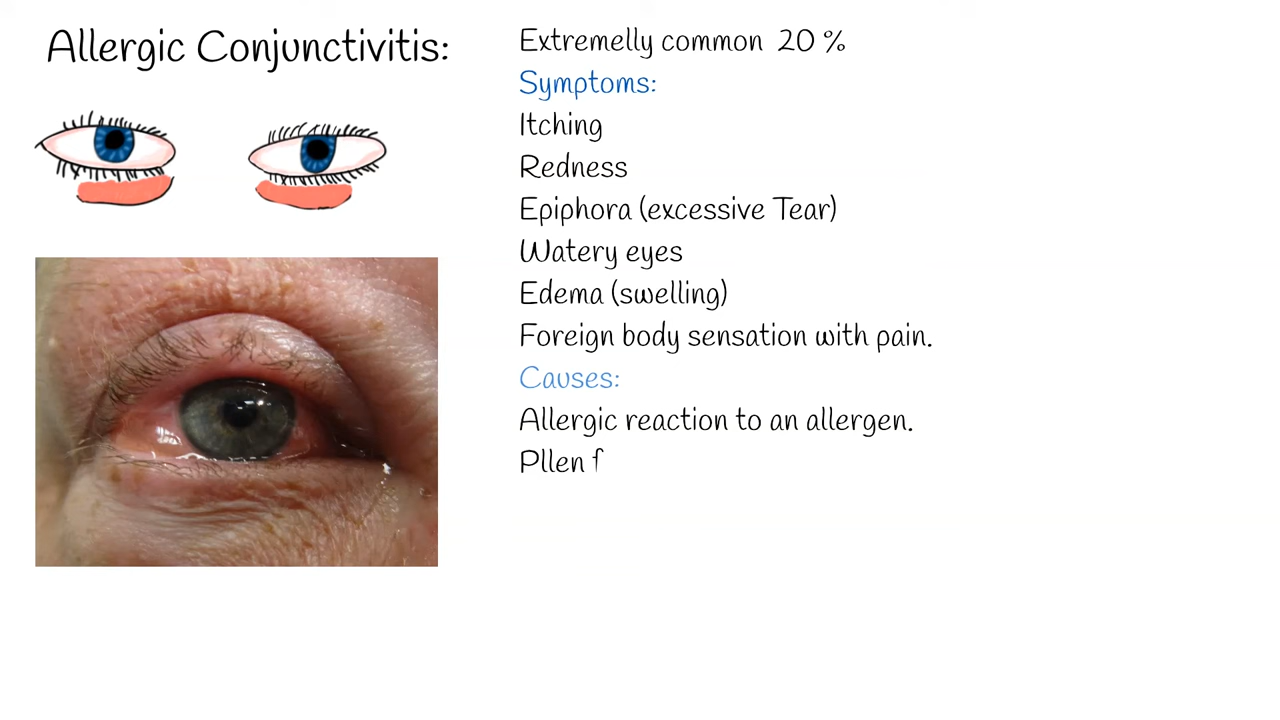 Allergic Conjunctivitis:
Extremelly common 20 %
Symptoms:
Itching
Redness
Epiphora (excessive Tear)
Watery eyes
Edema (swelling)
Foreign body sensation with pain.
Causes:
Allergic reaction to an allergen.
Pllen f